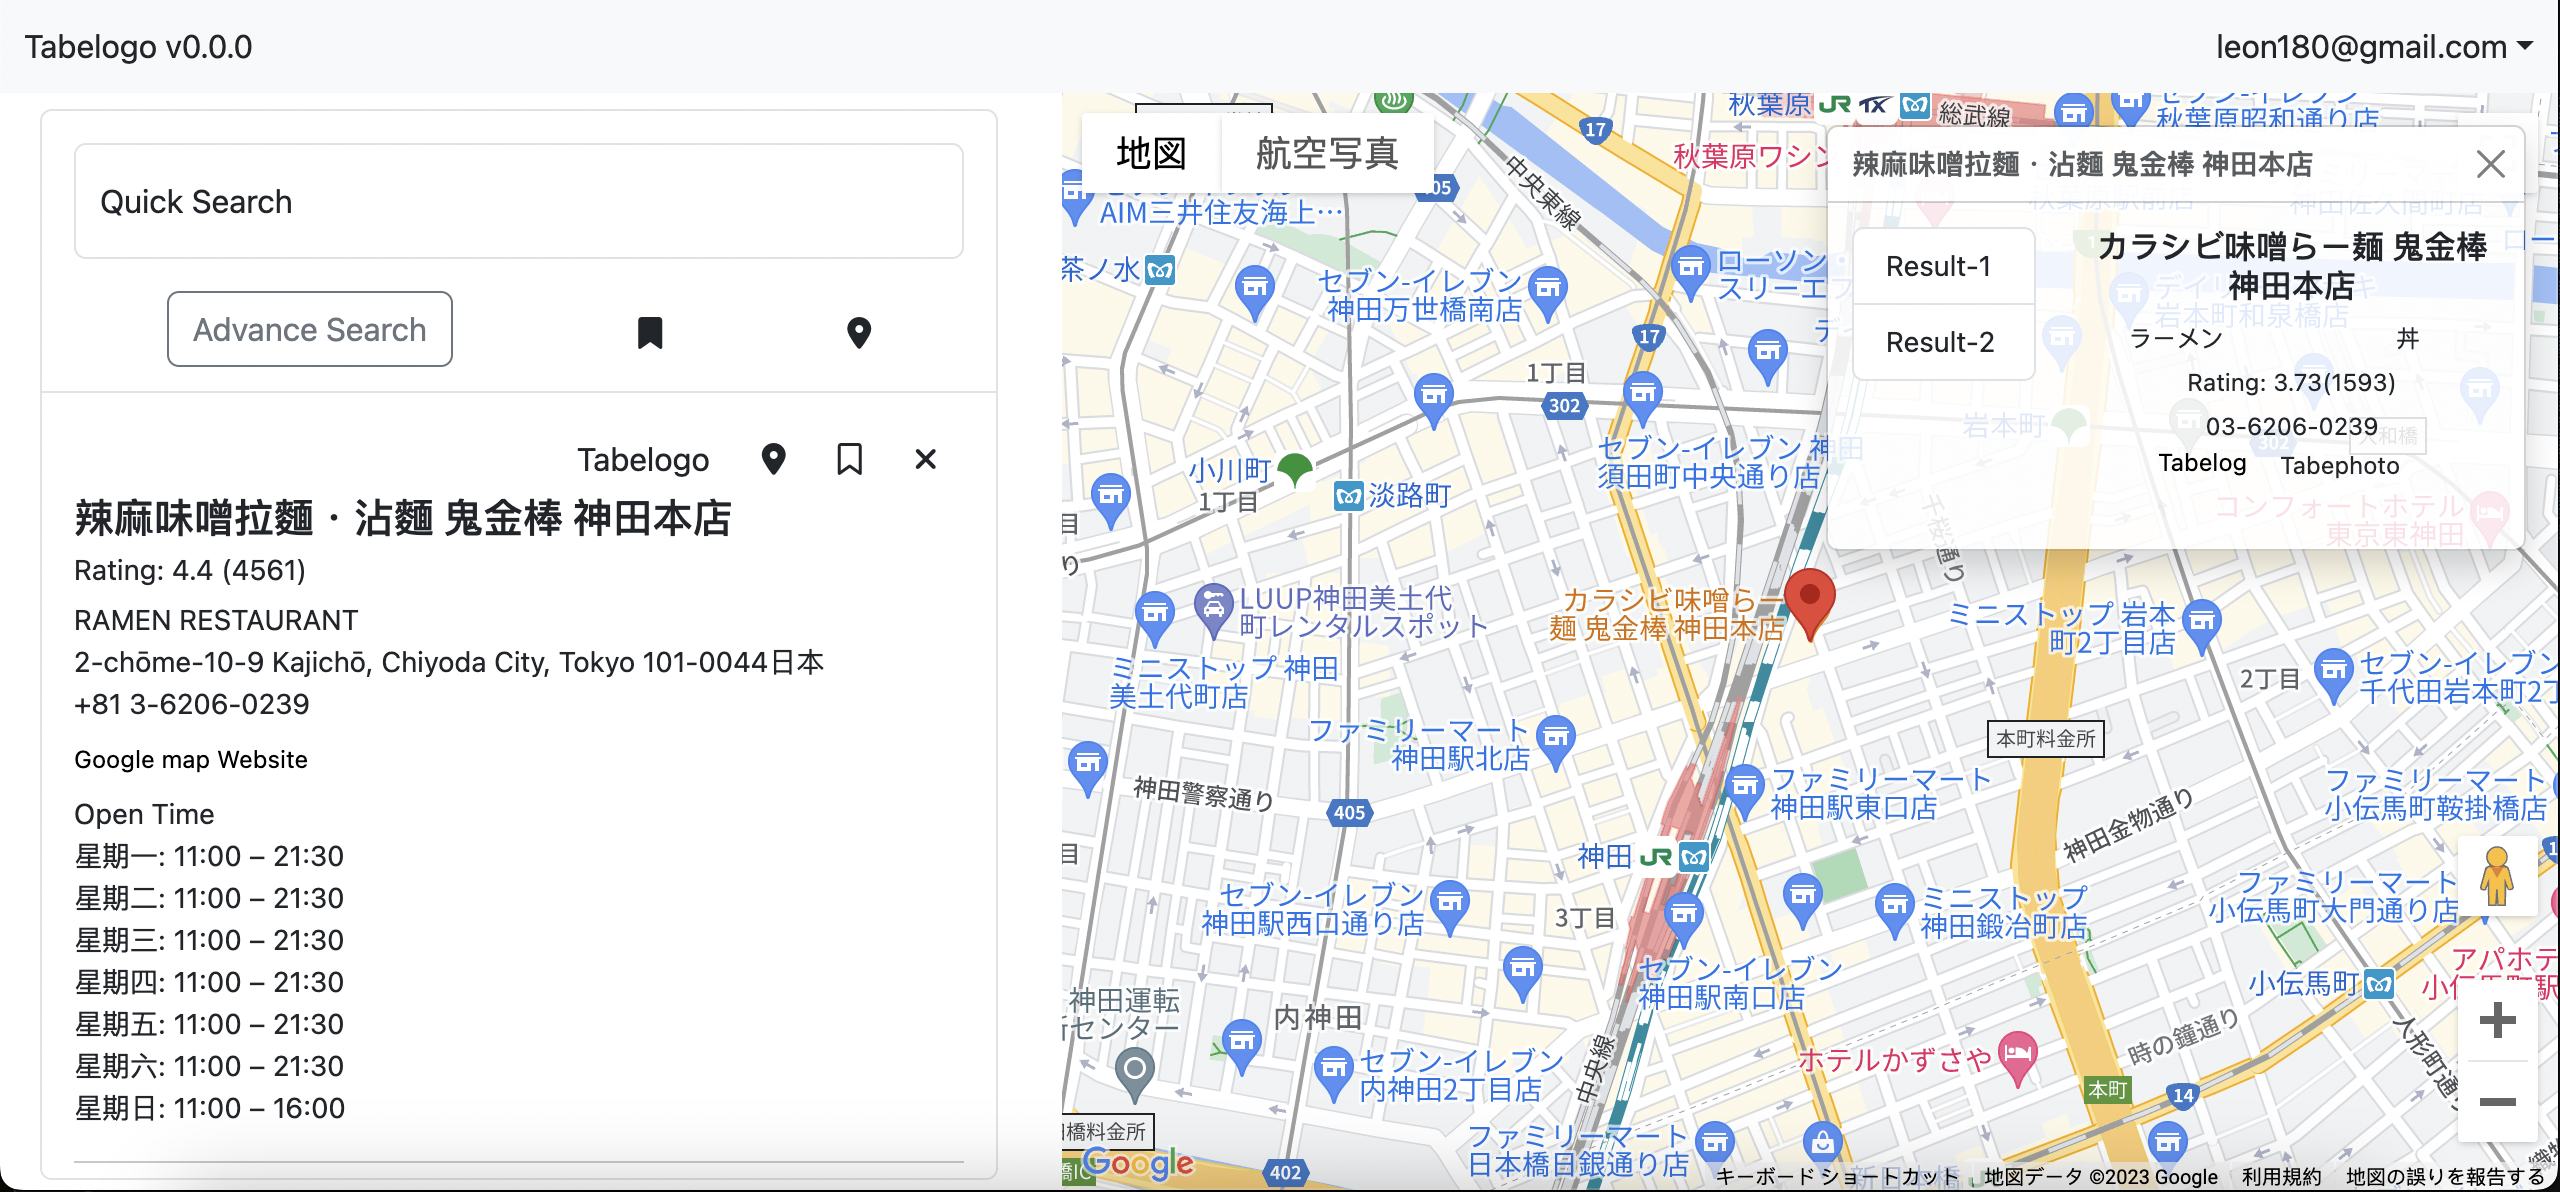 Tabelogo v0.0.0
leon180@gmail.com
Quick Search
Advance Search
Tabelogo
辣麻味噌拉麵・沾麵 鬼金棒 神田本店
Rating: 4.4 (4561)
RAMEN RESTAURANT
2-chōme-10-9 Kajichō, Chiyoda City, Tokyo 101-0044日本
+81 3-6206-0239
Google map Website
Open Time
星期一: 11:00 – 21:30
星期二: 11:00 – 21:30
星期三: 11:00 – 21:30
星期四: 11:00 – 21:30
星期五: 11:00 – 21:30
星期六: 11:00 – 21:30
星期日: 11:00 – 16:00
地図 航空写真
辣麻味噌拉麵・沾麵 鬼金棒 神田本店
Result-1
Result-2
カラシビ味噌らー麺 鬼金棒
神田本店
ラーメン 丼
Rating: 3.73(1593)
03-6206-0239
Tabelog Tabephoto
秋葉原 JR TX
総武線
秋葉原昭和通り店
17
秋葉原ワシン
中央東線
AIM三井住友海上…
茶ノ水
セブン-イレブン
神田万世橋南店
ローソン・
スリーエフ
17
1丁目
302
セブン-イレブン 神田
須田町中央通り店
岩本町
小川町
1丁目
淡路町
コンフォートホテル
東京東神田
LUUP神田美土代
町レンタルスポット
カラシビ味噌らー
麺 鬼金棒 神田本店
ミニストップ 岩本
町2丁目店
ミニストップ 神田
美土代町店
2丁目
セブン-イレブン
千代田岩本町2丁
ファミリーマート
神田駅北店
本町料金所
神田警察通り
405
ファミリーマート
神田駅東口店
神田金物通り
ファミリーマート
小伝馬町鞍掛橋店
神田 JR
セブン-イレブン
神田駅西口通り店
3丁目
ミニストップ
神田鍛冶町店
ファミリーマート
小伝馬町大門通り店
セブン-イレブン
神田駅南口店
小伝馬町
アパホテ
神田運転
センター
内神田
セブン-イレブン
内神田2丁目店
中央線
ホテルかずさや
時の鐘通り
人形町通り
本町
14
橋料金所
ファミリーマート
日本橋日銀通り店
Google
402
キーボード ショートカット 地図データ ©2023 Google 利用規約 地図の誤りを報告する